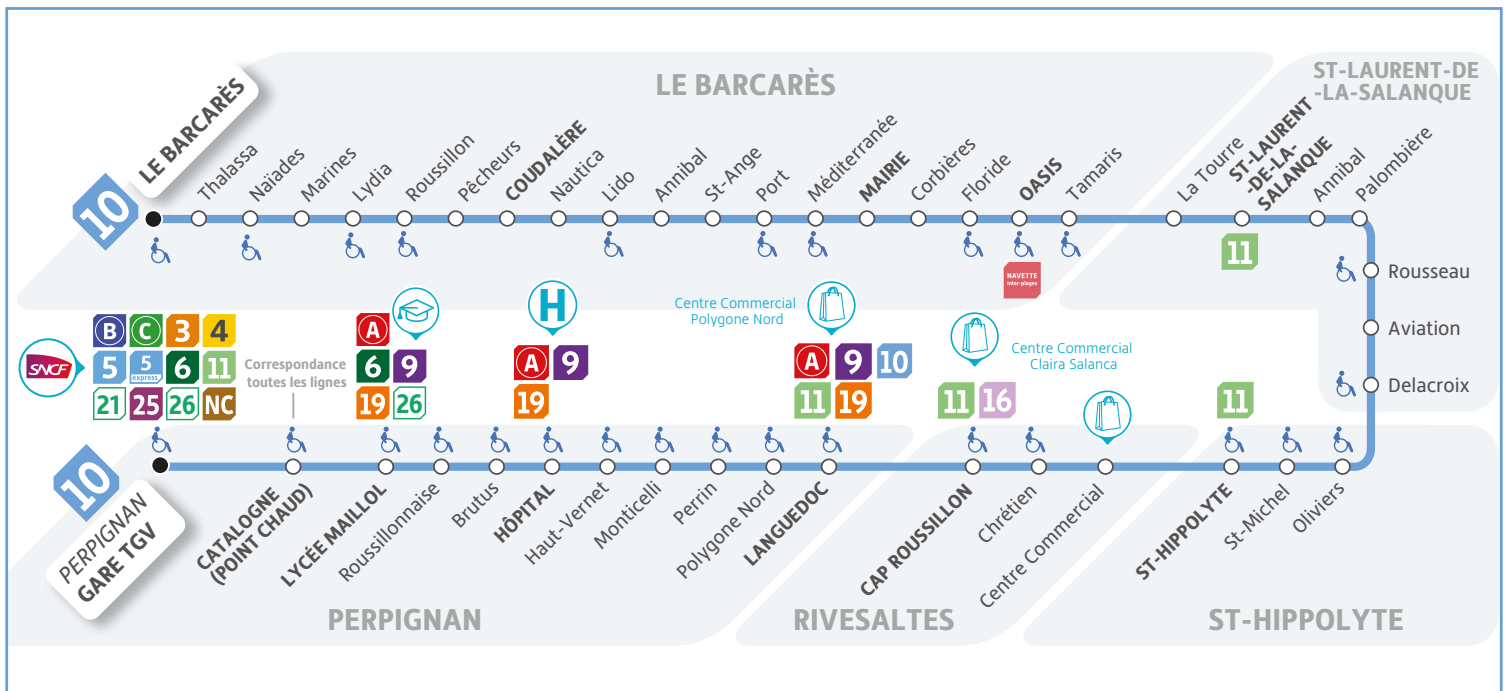 LE BARCARÈS
ST-LAURENT-DE
-LA-SALANQUE
10
LE BARCARÈS
Thalassa
Naïades
Marines
Lydia
Roussillon
Pêcheurs
COUDALÈRE
Nautica
Lido
Annibal
St-Ange
Port
Méditerranée
MAIRIE
Corbières
Floride
OASIS
Tamaris
La Tourre
ST-LAURENT
-DE-LA-
SALANQUE
Annibal
Palombière
NAVETTE
inter-plages
11
Rousseau
Aviation
Delacroix
SNCF
B C 3 4
5 5 express 6 11
21 25 26 NC
Correspondance
toutes les lignes
A
6 9
19 26
H
A 9
19
Centre Commercial
Polygone Nord
A 9 10
11 19
Centre Commercial
Claira Salanca
11 16
11
10
PERPIGNAN
GARE TGV
CATALOGNE
(POINT CHAUD)
LYCÉE MAILLOL
Roussillonnaise
Brutus
HÔPITAL
Haut-Vernet
Monticelli
Perrin
Polygone Nord
LANGUEDOC
CAP ROUSSILLON
Chrétien
Centre Commercial
ST-HIPPOLYTE
St-Michel
Oliviers
PERPIGNAN
RIVESALTES
ST-HIPPOLYTE